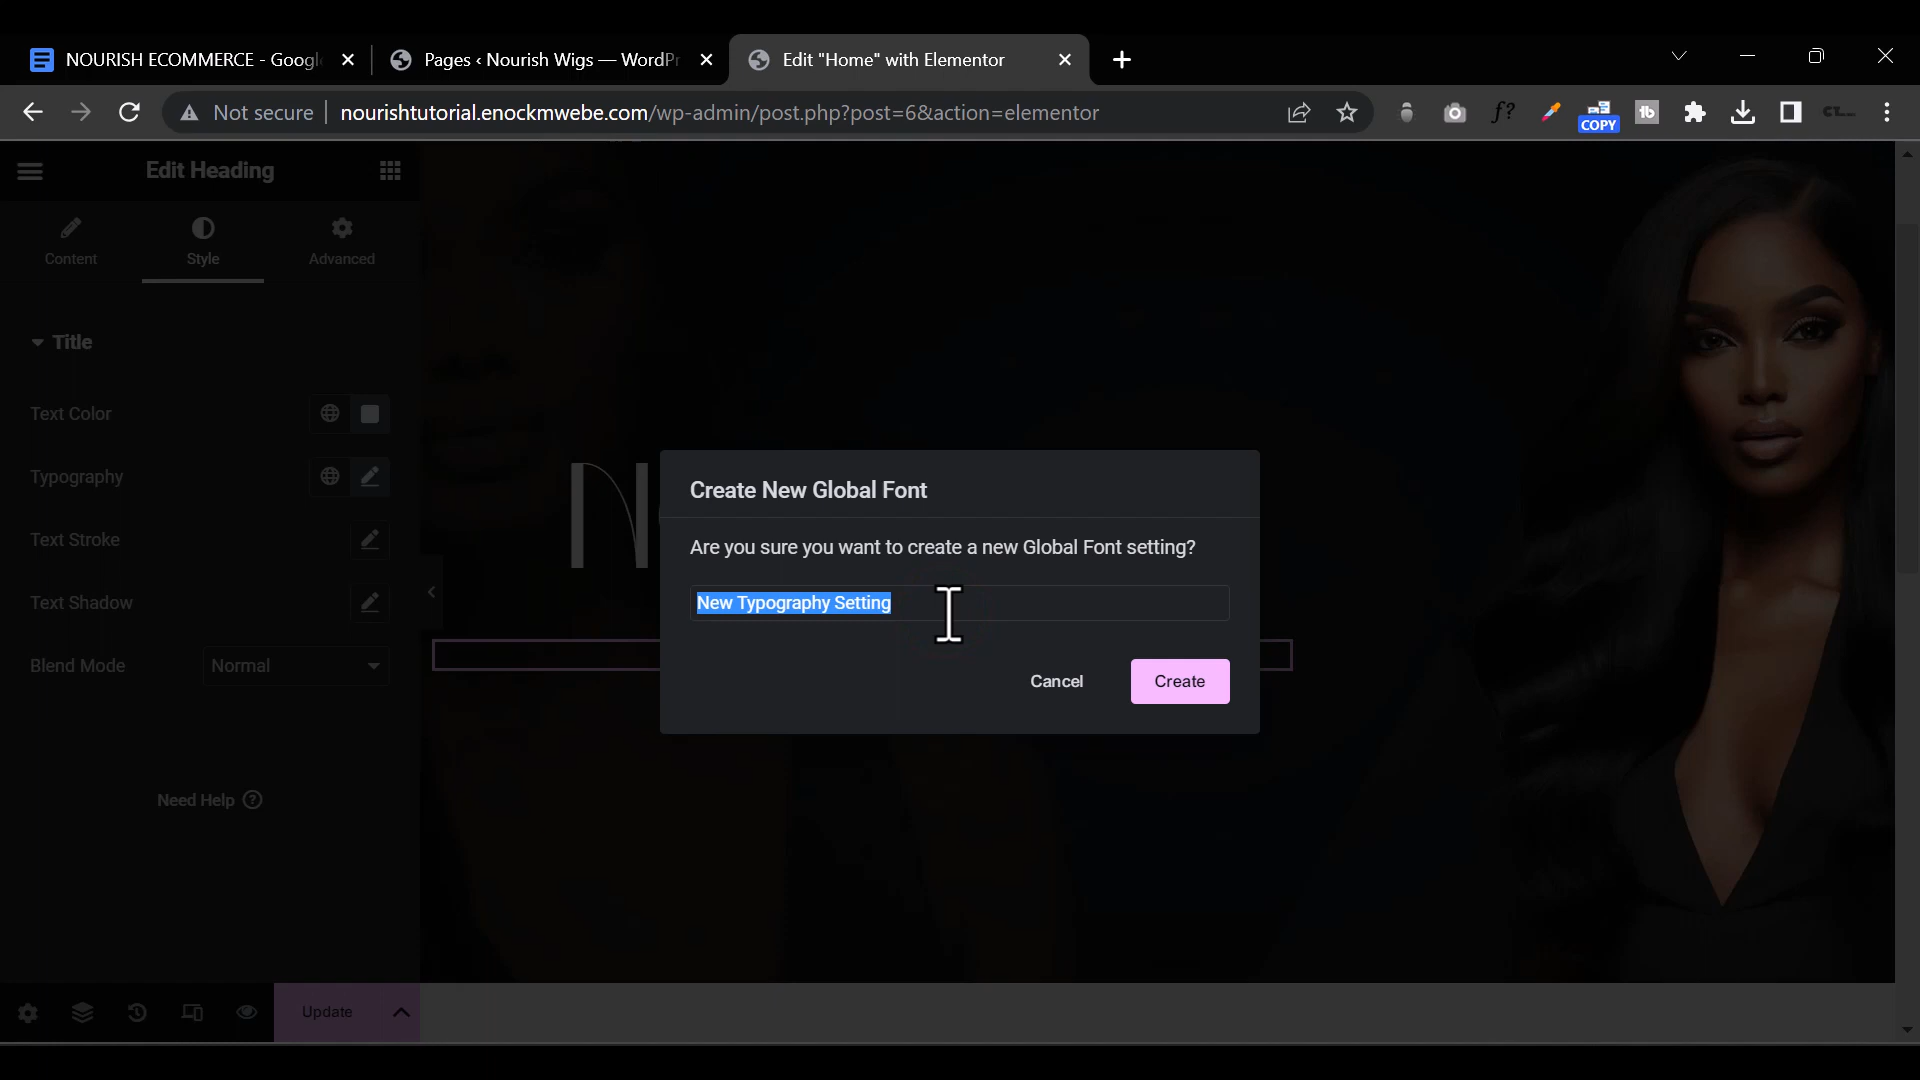 NOURISH ECOMMERCE - Googl
Pages ‹ Nourish Wigs — WordPr
Edit "Home" with Elementor
Not secure
nourishtutorial.enockmwebe.com/wp-admin/post.php?post=6&action=elementor
f?
COPY
tb
Edit Heading
Content
Style
Advanced
Title
Text Color
Typography
Text Stroke
Text Shadow
Blend Mode
Normal
Need Help
Update
N
Create New Global Font
Are you sure you want to create a new Global Font setting?
New Typography Setting
Cancel
Create